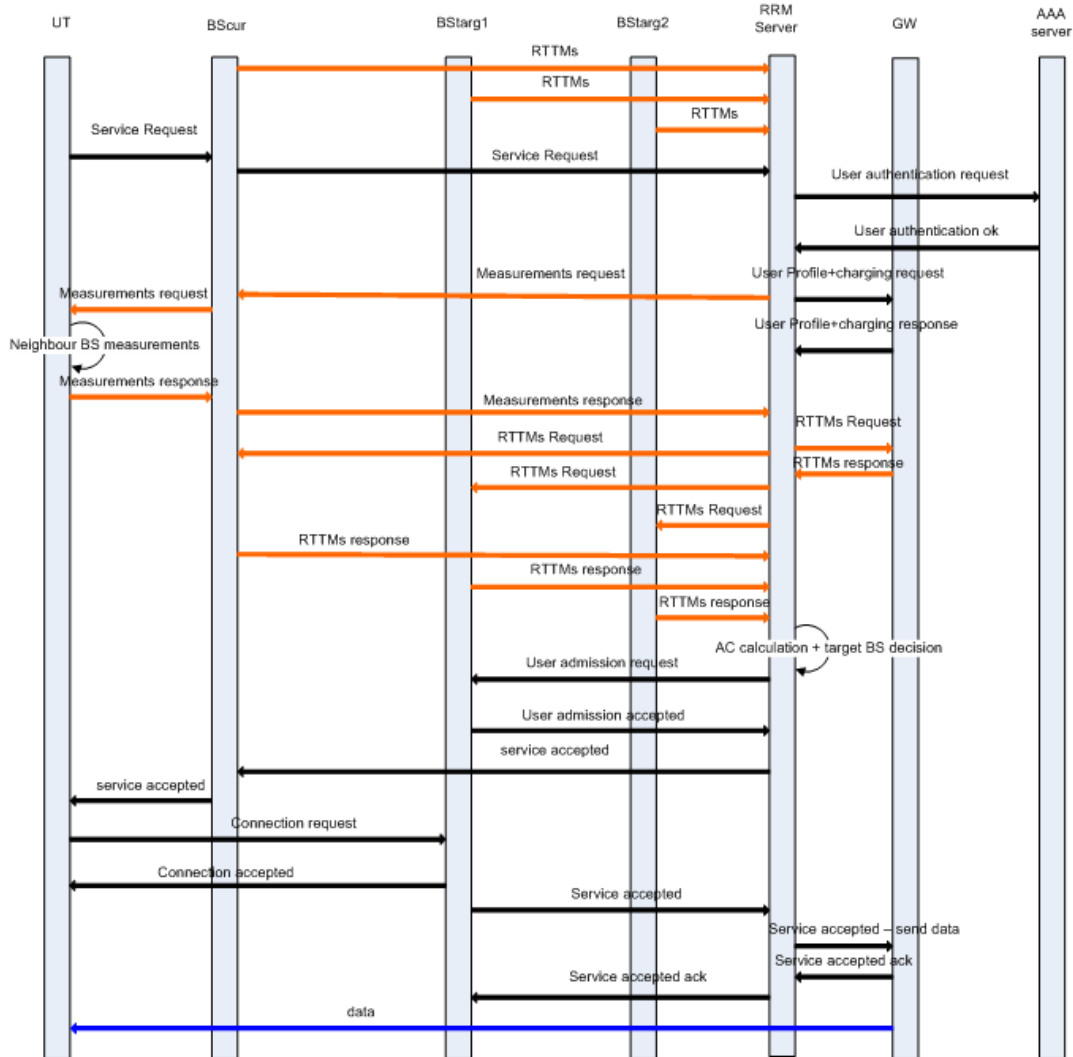 UT
BScur
BStarg1
BStarg2
RRM
Server
GW
AAA
server
RTTMs
RTTMs
RTTMs
Service Request
Service Request
User authentication request
User authentication ok
Measurements request
User Profile+charging request
Measurements request
User Profile+charging response
Neighbour BS measurements
Measurements response
Measurements response
RTTMs Request
RTTMs Request
RTTMs response
RTTMs Request
RTTMs Request
RTTMs response
RTTMs response
RTTMs response
AC calculation + target BS decision
User admission request
User admission accepted
service accepted
service accepted
Connection request
Connection accepted
Service accepted
Service accepted – send data
Service accepted ack
Service accepted ack
data